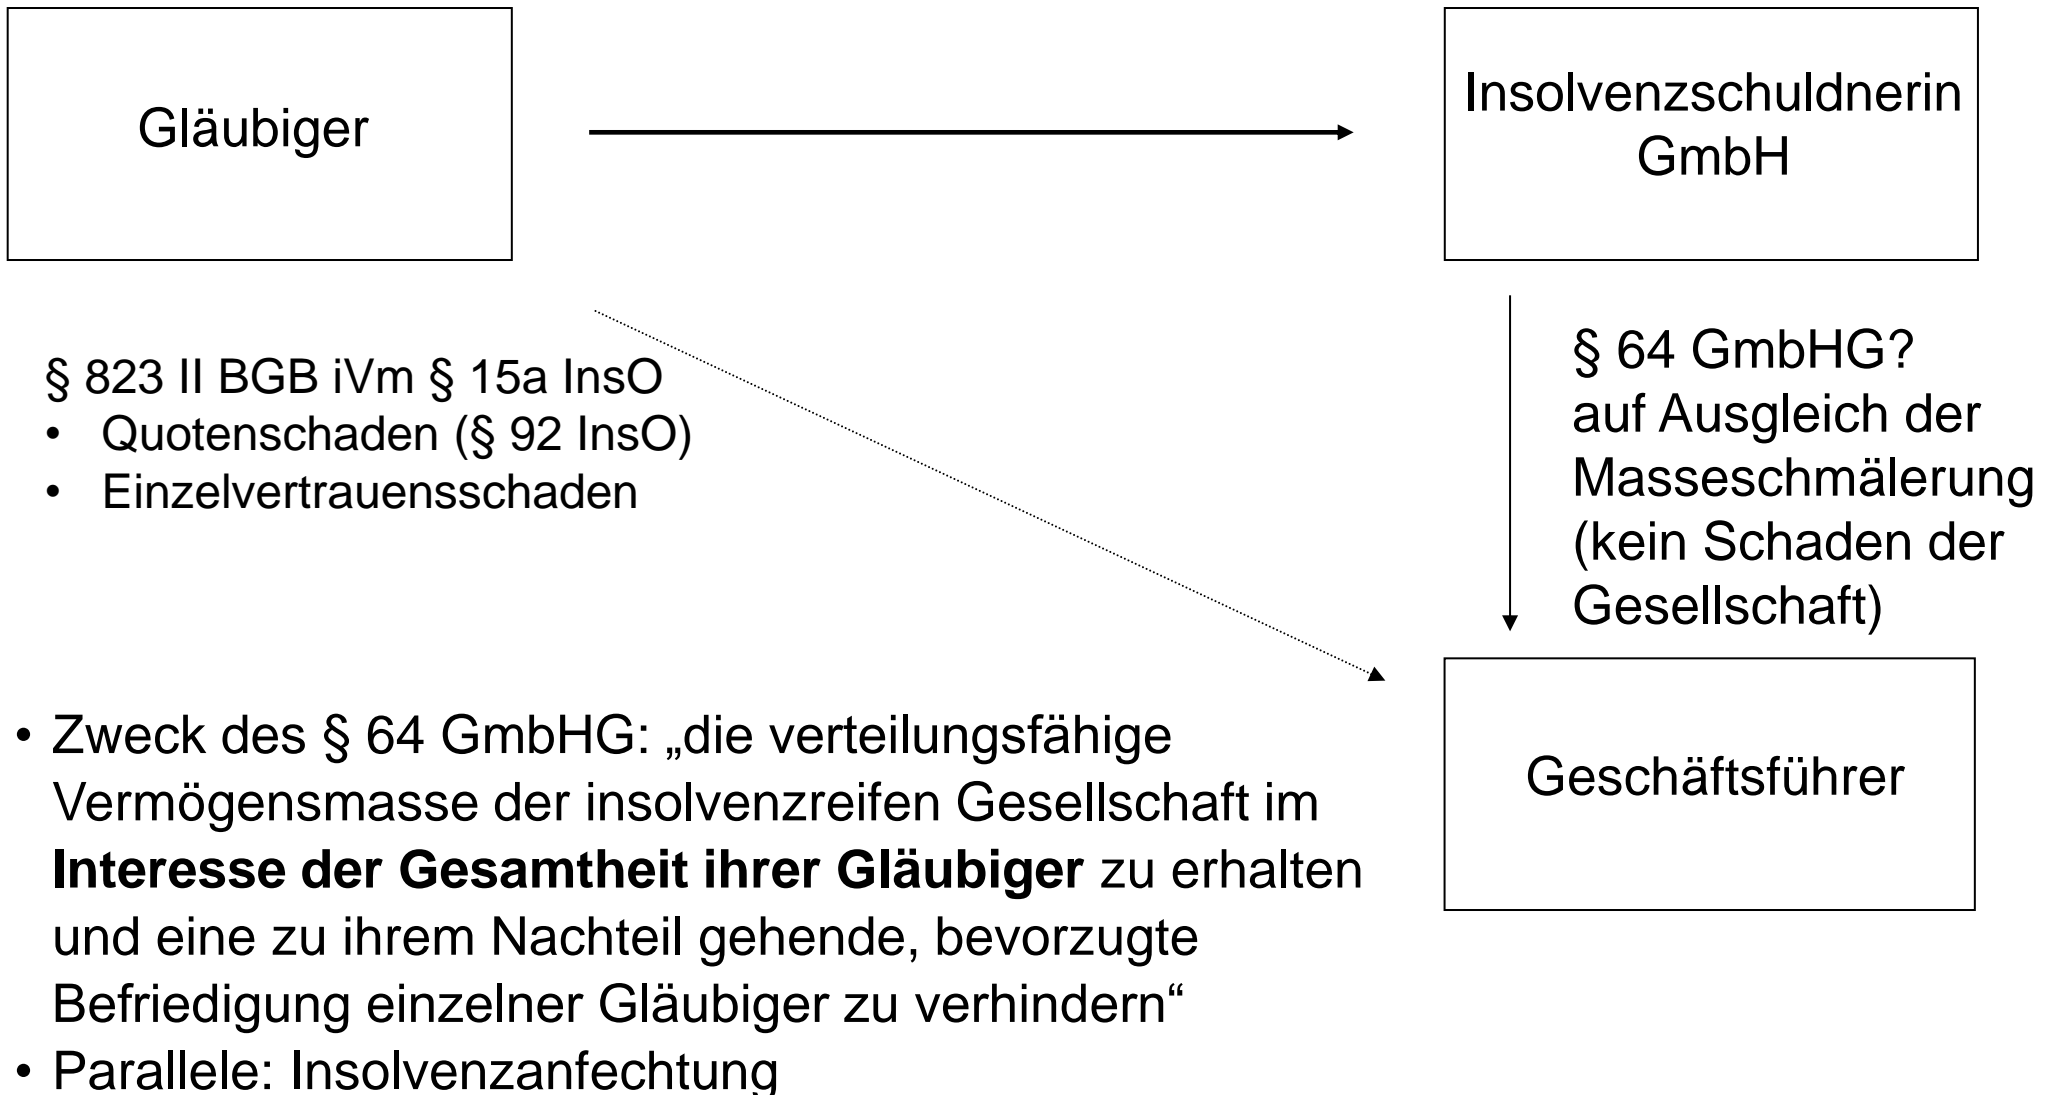 Gläubiger
Insolvenzschuldnerin
GmbH
§ 823 II BGB iVm § 15a InsO
• Quotenschaden (§ 92 InsO)
• Einzelvertrauensschaden
§ 64 GmbHG?
auf Ausgleich der
Masseschmälerung
(kein Schaden der
Gesellschaft)
Geschäftsführer
• Zweck des § 64 GmbHG: „die verteilungsfähige
Vermögensmasse der insolvenzreifen Gesellschaft im
Interesse der Gesamtheit ihrer Gläubiger zu erhalten
und eine zu ihrem Nachteil gehende, bevorzugte
Befriedigung einzelner Gläubiger zu verhindern“
• Parallele: Insolvenzanfechtung